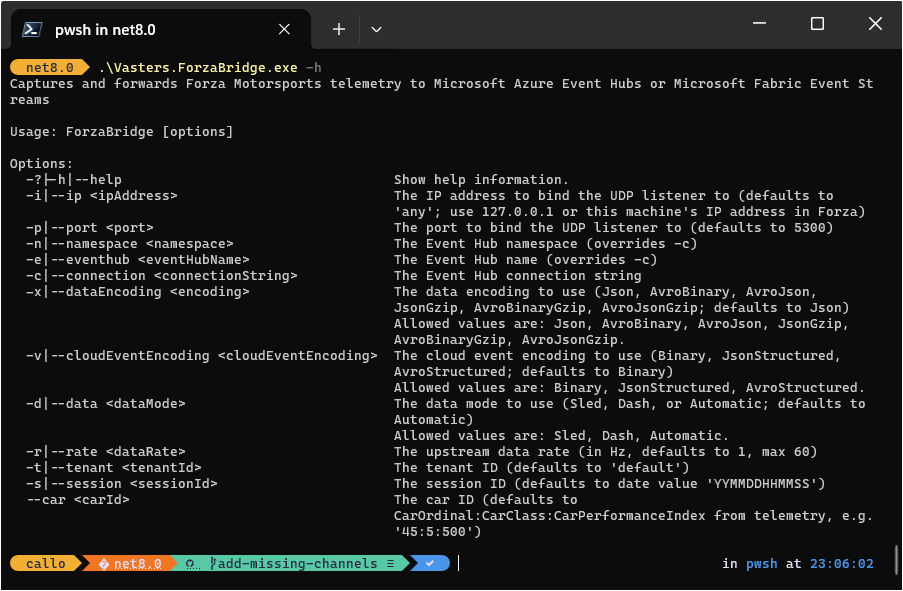 pwsh in net8.0
net8.0 .\Vasters.ForzaBridge.exe -h
Captures and forwards Forza Motorsports telemetry to Microsoft Azure Event Hubs or Microsoft Fabric Event St
reams
Usage: ForzaBridge [options]
Options:
-?|-h|--help Show help information.
-i|--ip <ipAddress> The IP address to bind the UDP listener to (defaults to
'any'; use 127.0.0.1 or this machine's IP address in Forza)
-p|--port <port> The port to bind the UDP listener to (defaults to 5300)
-n|--namespace <namespace> The Event Hub namespace (overrides -c)
-e|--eventhub <eventHubName> The Event Hub name (overrides -c)
-c|--connection <connectionString> The Event Hub connection string
-x|--dataEncoding <encoding> The data encoding to use (Json, AvroBinary, AvroJson,
JsonGzip, AvroBinaryGzip, AvroJsonGzip; defaults to Json)
Allowed values are: Json, AvroBinary, AvroJson, JsonGzip,
AvroBinaryGzip, AvroJsonGzip.
-v|--cloudEventEncoding <cloudEventEncoding> The cloud event encoding to use (Binary, JsonStructured,
AvroStructured; defaults to Binary)
Allowed values are: Binary, JsonStructured, AvroStructured.
-d|--data <dataMode> The data mode to use (Sled, Dash, or Automatic; defaults to
Automatic)
Allowed values are: Sled, Dash, Automatic.
-r|--rate <dataRate> The upstream data rate (in Hz, defaults to 1, max 60)
-t|--tenant <tenantId> The tenant ID (defaults to 'default')
-s|--session <sessionId> The session ID (defaults to date value 'YYMMDDHHMMSS')
--car <carId> The car ID (defaults to
CarOrdinal:CarClass:CarPerformanceIndex from telemetry, e.g.
'45:5:500')
callo net8.0 add-missing-channels ≡ in pwsh at 23:06:02